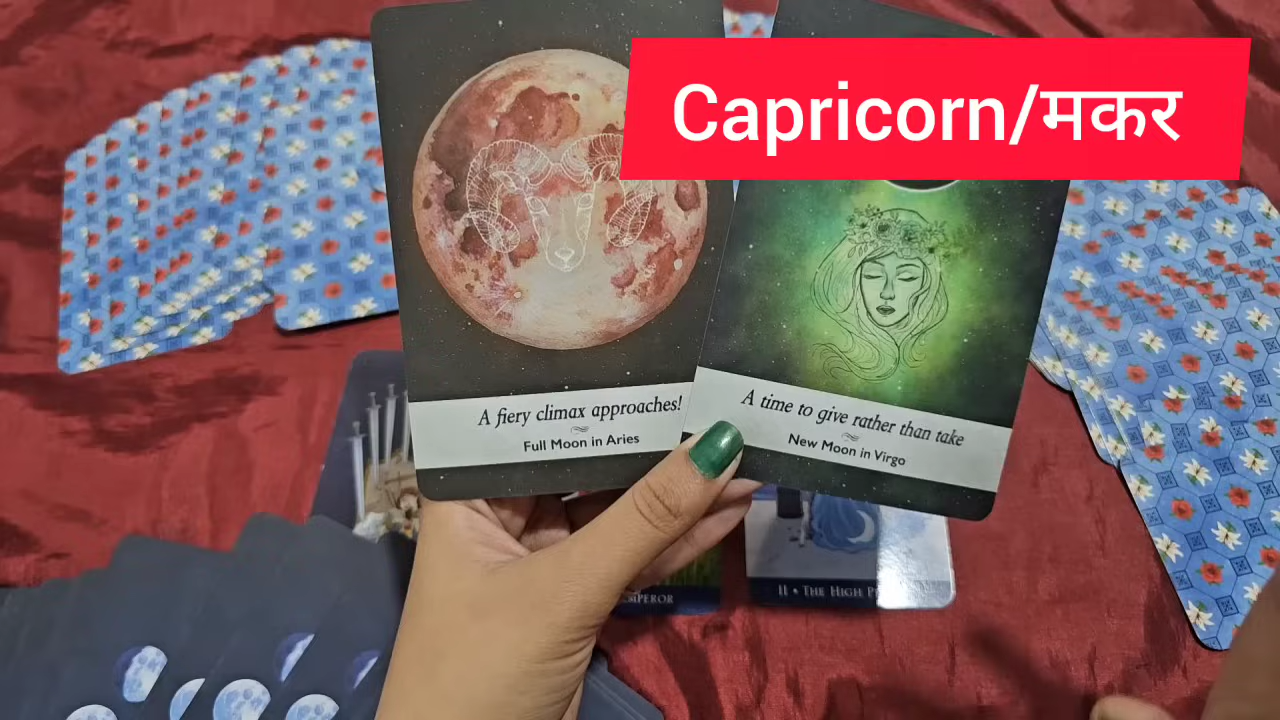 Capricorn/मकर
A fiery climax approaches!
Full Moon in Aries
A time to give rather than take
New Moon in Virgo
II • THE HIGH